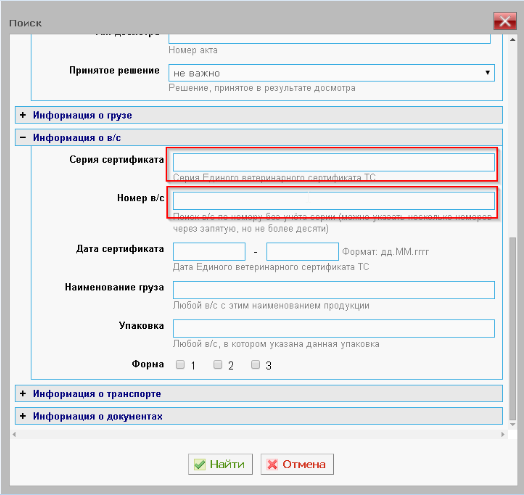 Поиск
Акт досмотра
Номер акта
Принятое решение
не важно
Решение, принятое в результате досмотра
+ Информация о грузе
− Информация о в/с
Серия сертификата
Серия Единого ветеринарного сертификата ТС
Номер в/с
Поиск в/с по номеру без учёта серии (можно указать несколько номеров
через запятую, но не более десяти)
Дата сертификата
- Формат: дд.ММ.гггг
Дата Единого ветеринарного сертификата ТС
Наименование груза
Любой в/с с этим наименованием продукции
Упаковка
Любой в/с, в котором указана данная упаковка
Форма 1 2 3
+ Информация о транспорте
+ Информация о документах
Найти Отмена